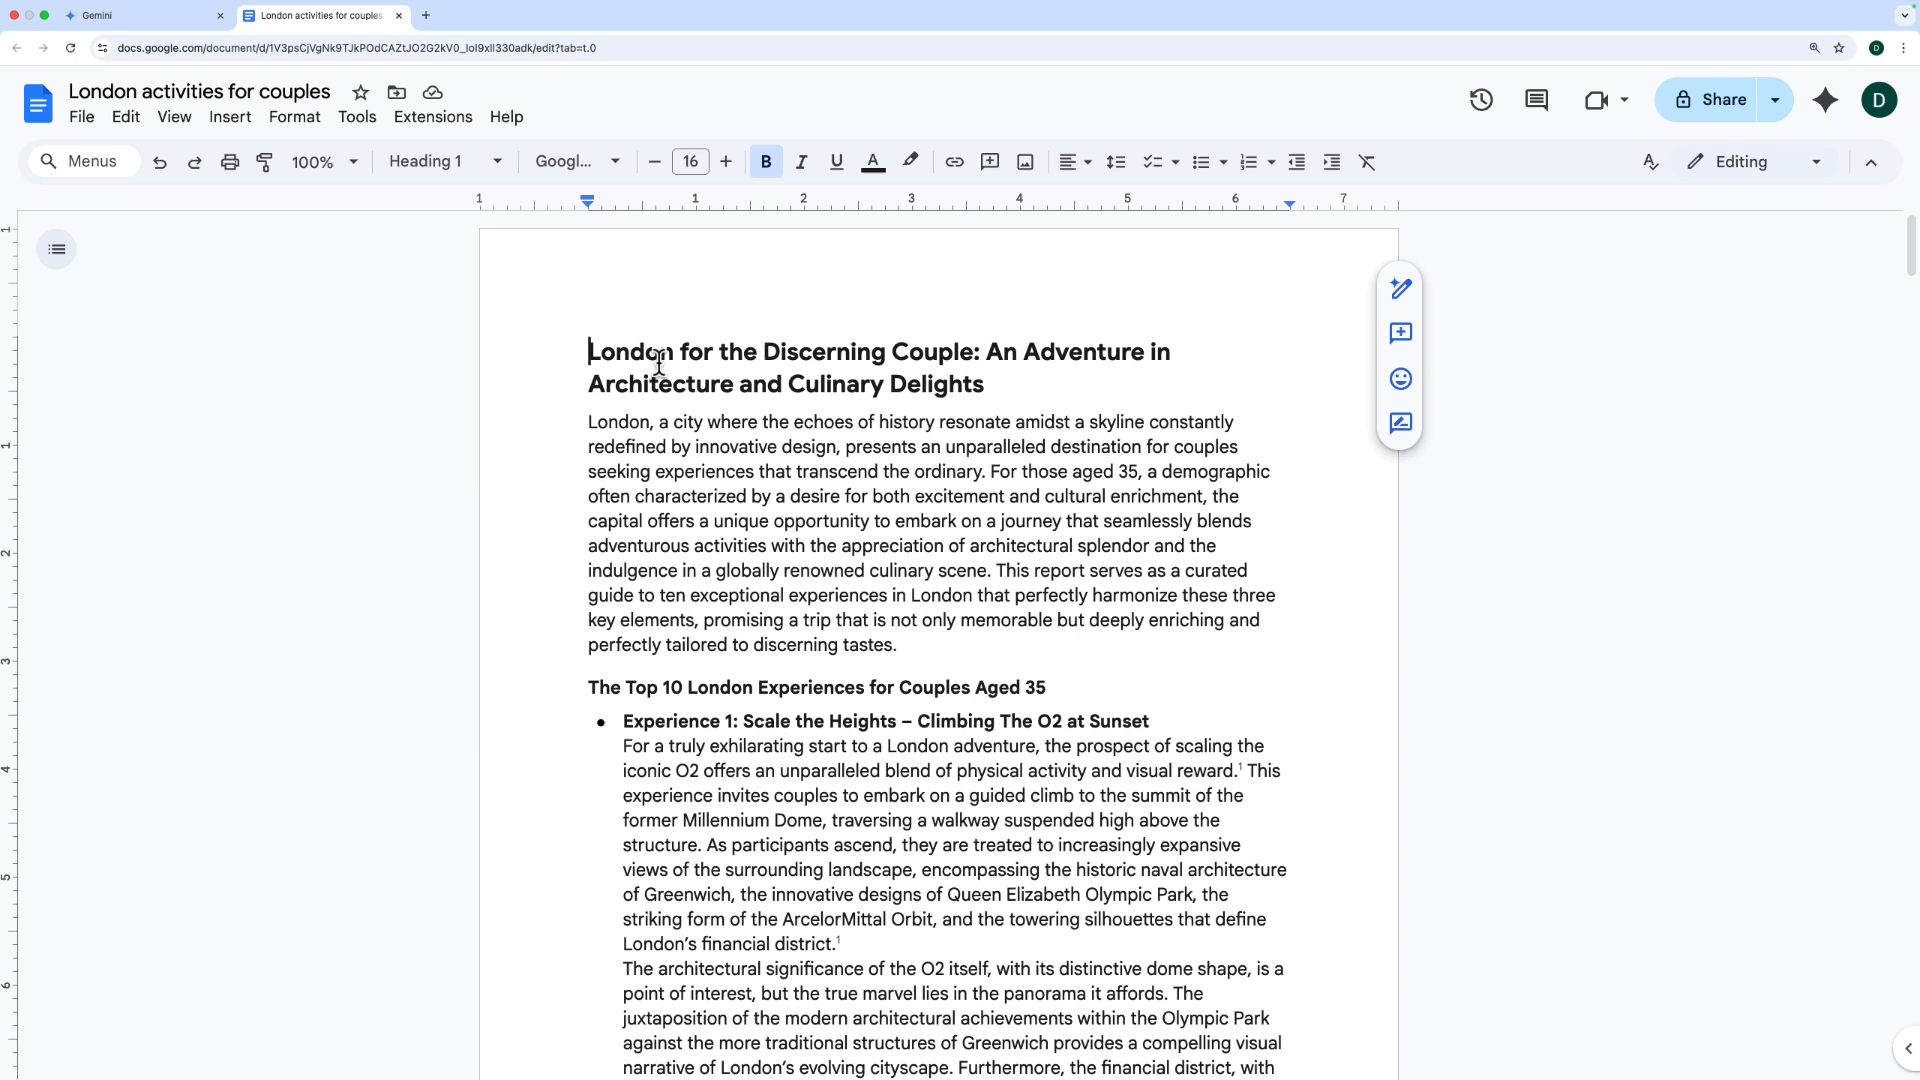 Gemini
London activities for couples
docs.google.com/document/d/1V3psCjVgNk9TJkPOdCAZtJO2G2kV0_lol9xll330adk/edit?tab=t.0
D
London activities for couples
File Edit View Insert Format Tools Extensions Help
Share
D
Menus 100% Heading 1 Googl... 16 B I U A Editing
1 1 2 3 4 5 6 7
1
1
2
3
4
5
6
London for the Discerning Couple: An Adventure in
Architecture and Culinary Delights
London, a city where the echoes of history resonate amidst a skyline constantly
redefined by innovative design, presents an unparalleled destination for couples
seeking experiences that transcend the ordinary. For those aged 35, a demographic
often characterized by a desire for both excitement and cultural enrichment, the
capital offers a unique opportunity to embark on a journey that seamlessly blends
adventurous activities with the appreciation of architectural splendor and the
indulgence in a globally renowned culinary scene. This report serves as a curated
guide to ten exceptional experiences in London that perfectly harmonize these three
key elements, promising a trip that is not only memorable but deeply enriching and
perfectly tailored to discerning tastes.
The Top 10 London Experiences for Couples Aged 35
● Experience 1: Scale the Heights – Climbing The O2 at Sunset
For a truly exhilarating start to a London adventure, the prospect of scaling the
iconic O2 offers an unparalleled blend of physical activity and visual reward.¹ This
experience invites couples to embark on a guided climb to the summit of the
former Millennium Dome, traversing a walkway suspended high above the
structure. As participants ascend, they are treated to increasingly expansive
views of the surrounding landscape, encompassing the historic naval architecture
of Greenwich, the innovative designs of Queen Elizabeth Olympic Park, the
striking form of the ArcelorMittal Orbit, and the towering silhouettes that define
London's financial district.¹
The architectural significance of the O2 itself, with its distinctive dome shape, is a
point of interest, but the true marvel lies in the panorama it affords. The
juxtaposition of the modern architectural achievements within the Olympic Park
against the more traditional structures of Greenwich provides a compelling visual
narrative of London's evolving cityscape. Furthermore, the financial district, with